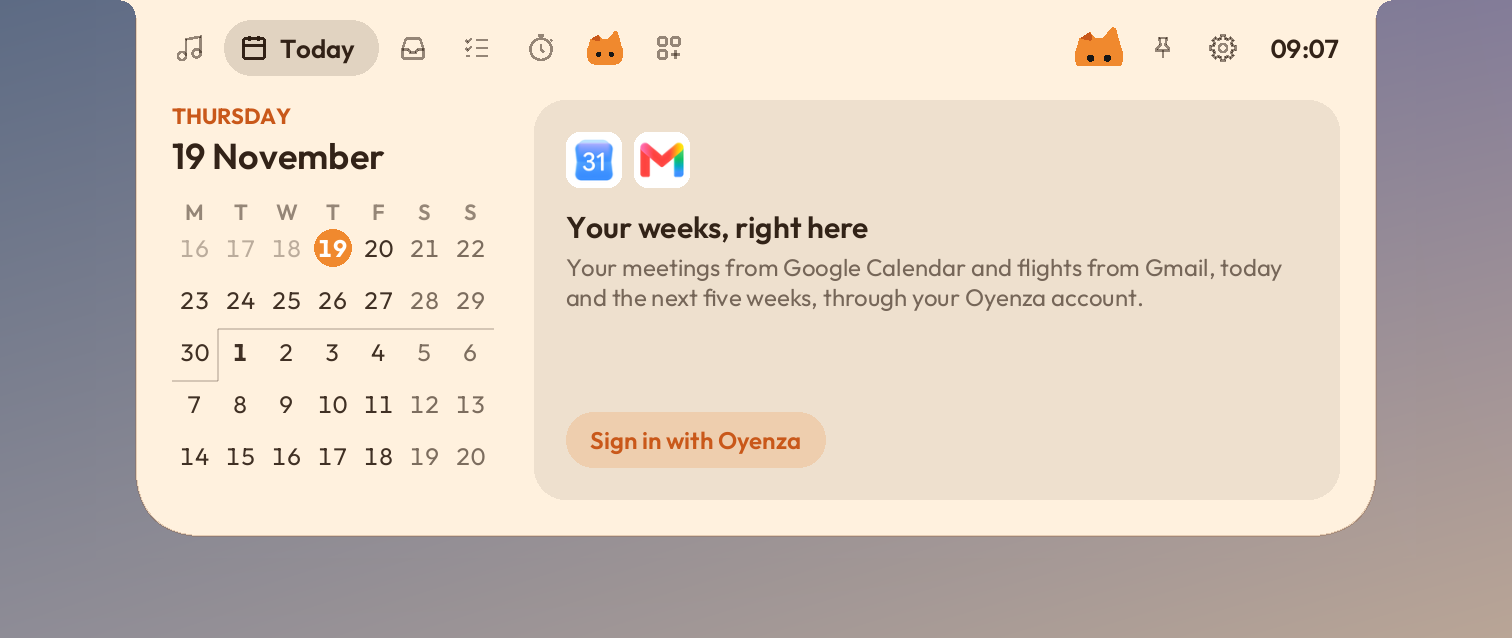 Today
09:07
THURSDAY
19 November
M T W T F S S
16 17 18 19 20 21 22
23 24 25 26 27 28 29
30 1 2 3 4 5 6
7 8 9 10 11 12 13
14 15 16 17 18 19 20
31
Your weeks, right here
Your meetings from Google Calendar and flights from Gmail, today
and the next five weeks, through your Oyenza account.
Sign in with Oyenza